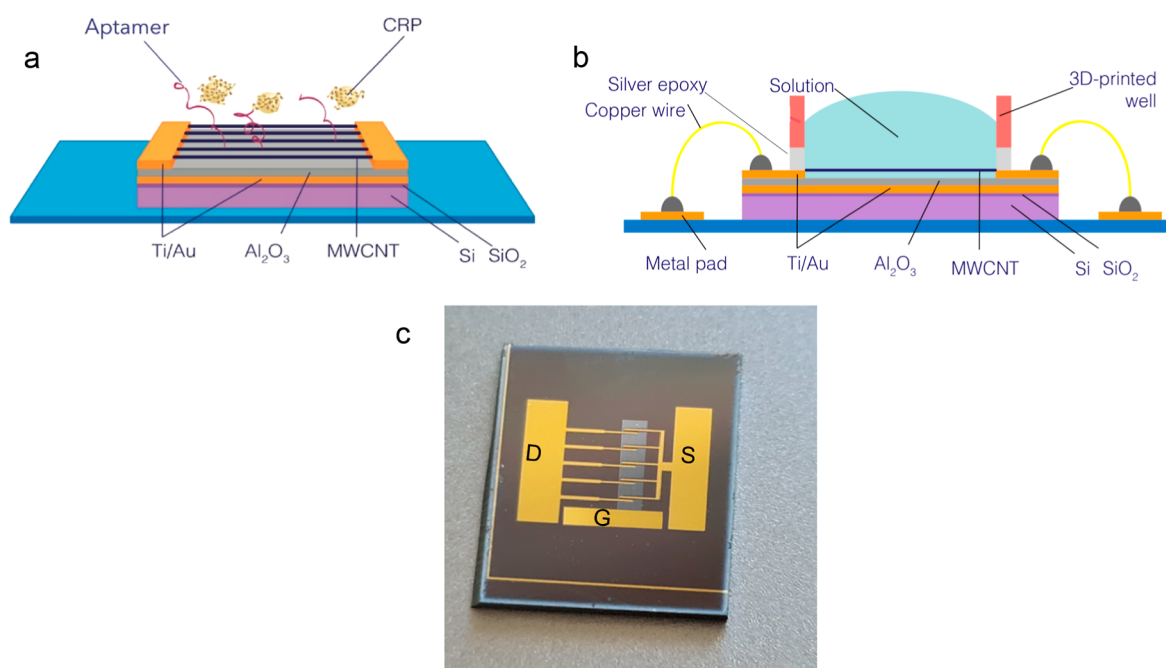 a
Aptamer
CRP
Ti/Au
Al₂O₃
MWCNT
Si
SiO₂
b
Silver epoxy
Copper wire
Solution
3D-printed
well
Metal pad
Ti/Au
Al₂O₃
MWCNT
Si
SiO₂
c
D
S
G